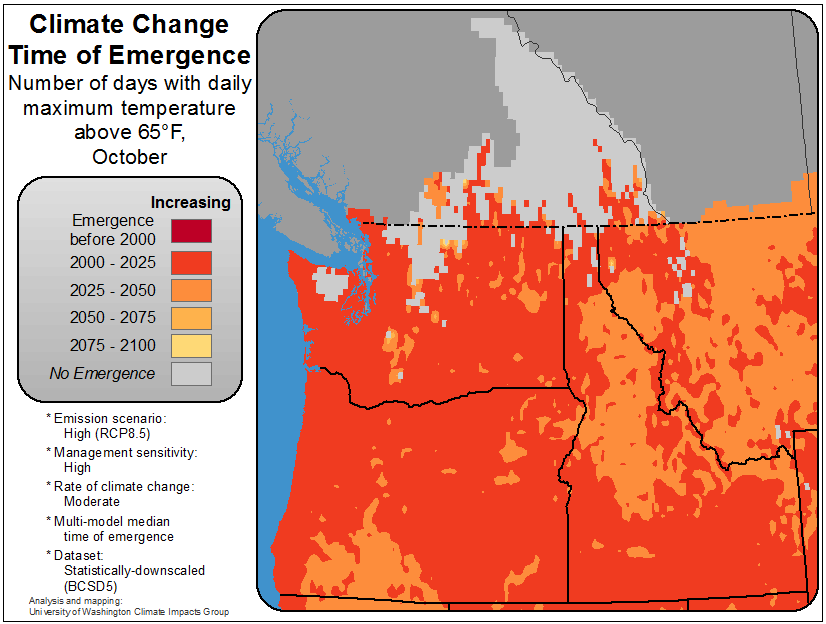 Climate Change
Time of Emergence
Number of days with daily
maximum temperature
above 65°F,
October
Increasing
Emergence
before 2000
2000 - 2025
2025 - 2050
2050 - 2075
2075 - 2100
No Emergence
* Emission scenario:
High (RCP8.5)
* Management sensitivity:
High
* Rate of climate change:
Moderate
* Multi-model median
time of emergence
* Dataset:
Statistically-downscaled
(BCSD5)
Analysis and mapping:
University of Washington Climate Impacts Group